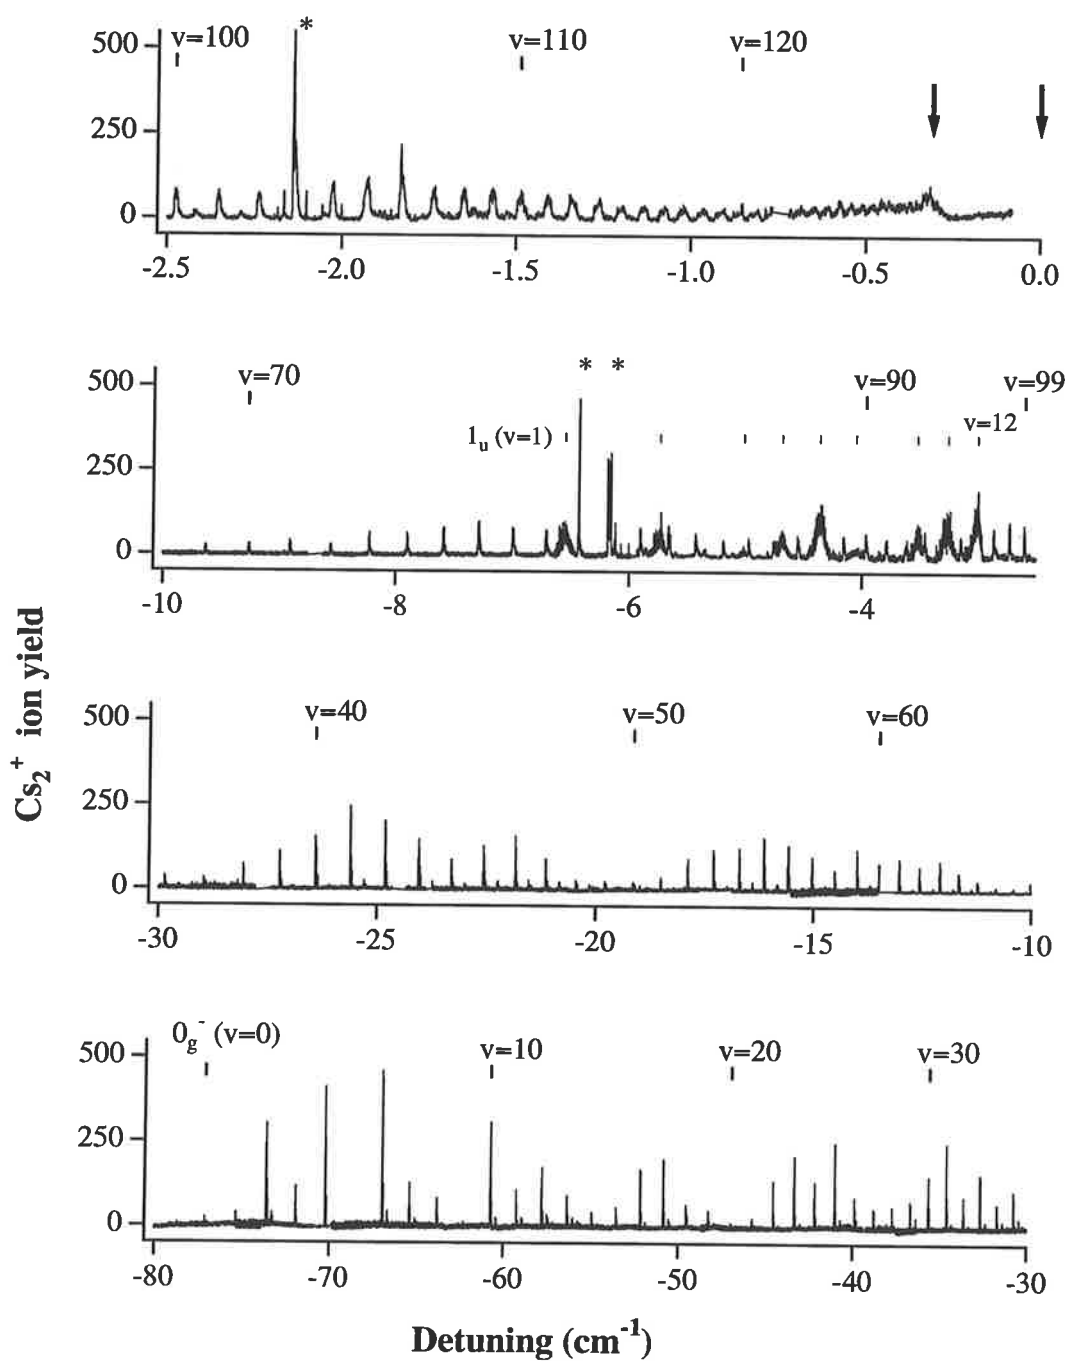 500
v=100
*
v=110
v=120
250
0
-2.5
-2.0
-1.5
-1.0
-0.5
0.0
500
v=70
* *
v=90
v=99
1u (v=1)
v=12
250
0
-10
-8
-6
-4
Cs2+ ion yield
500
v=40
v=50
v=60
250
0
-30
-25
-20
-15
-10
0g- (v=0)
500
v=10
v=20
v=30
250
0
-80
-70
-60
-50
-40
-30
Detuning (cm-1)